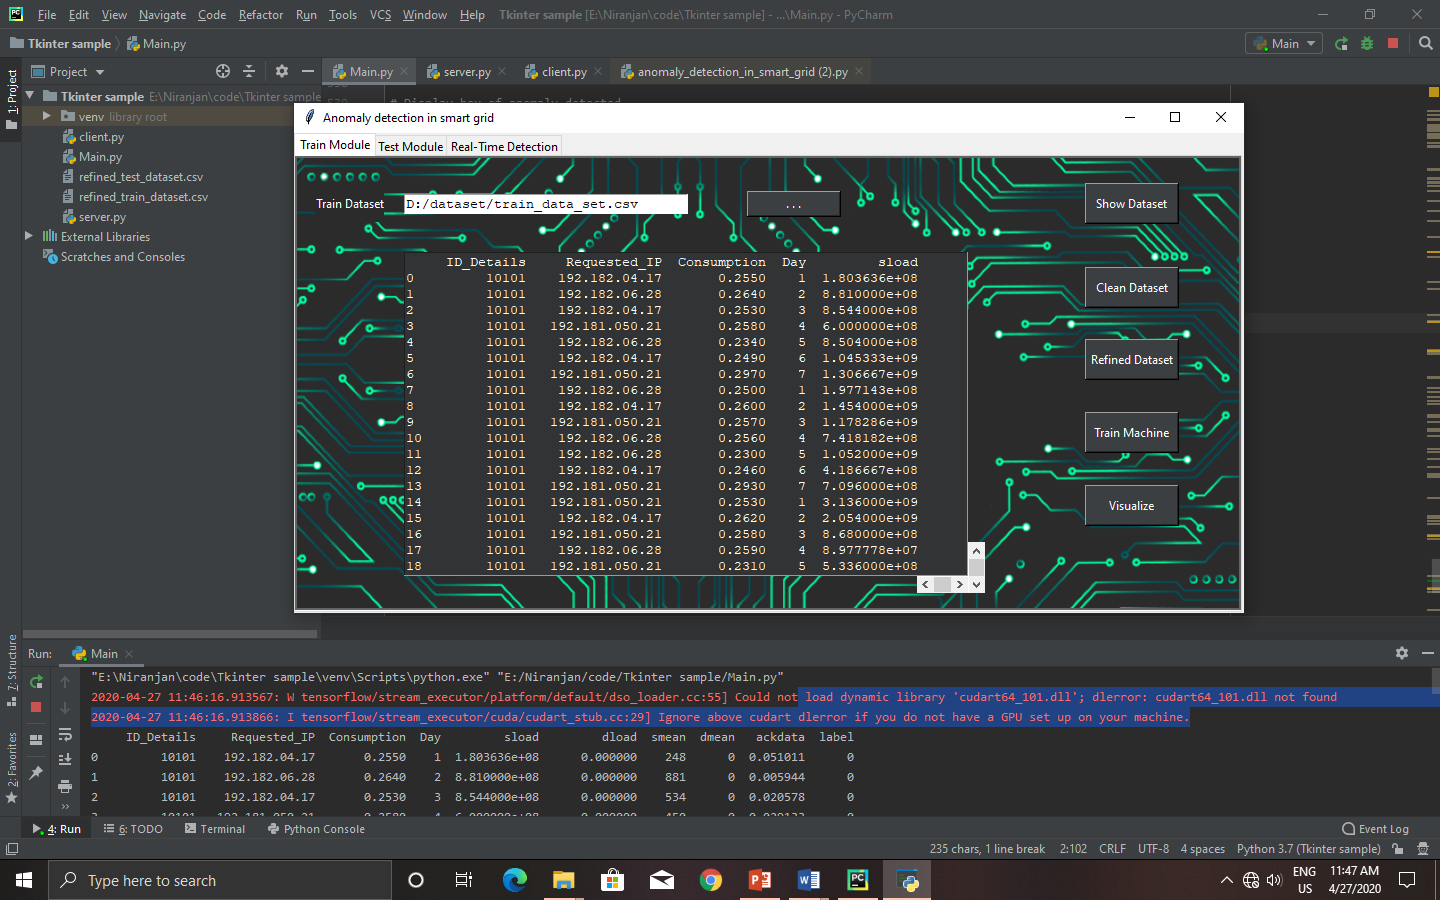 File Edit View Navigate Code Refactor Run Tools VCS Window Help Tkinter sample [E:\Niranjan\code\Tkinter sample] - ...\Main.py - PyCharm
Tkinter sample Main.py Main
Project Main.py server.py client.py anomaly_detection_in_smart_grid (2).py
1: Project
Tkinter sample E:\Niranjan\code\Tkinter sample
venv library root
client.py
Main.py
refined_test_dataset.csv
refined_train_dataset.csv
server.py
External Libraries
Scratches and Consoles
Anomaly detection in smart grid
Train Module Test Module Real-Time Detection
Train Dataset D:/dataset/train_data_set.csv ... Show Dataset
ID_Details Requested_IP Consumption Day sload
0 10101 192.182.04.17 0.2550 1 1.803636e+08
1 10101 192.182.06.28 0.2640 2 8.810000e+08
2 10101 192.182.04.17 0.2530 3 8.544000e+08
3 10101 192.181.050.21 0.2580 4 6.000000e+08
4 10101 192.182.06.28 0.2340 5 8.504000e+08
5 10101 192.182.04.17 0.2490 6 1.045333e+09
6 10101 192.181.050.21 0.2970 7 1.306667e+09
7 10101 192.182.06.28 0.2500 1 1.977143e+08
8 10101 192.182.04.17 0.2600 2 1.454000e+09
9 10101 192.181.050.21 0.2570 3 1.178286e+09
10 10101 192.182.06.28 0.2560 4 7.418182e+08
11 10101 192.182.06.28 0.2300 5 1.052000e+09
12 10101 192.182.04.17 0.2460 6 4.186667e+08
13 10101 192.181.050.21 0.2930 7 7.096000e+08
14 10101 192.181.050.21 0.2530 1 3.136000e+09
15 10101 192.182.04.17 0.2620 2 2.054000e+09
16 10101 192.181.050.21 0.2580 3 8.680000e+08
17 10101 192.182.06.28 0.2590 4 8.977778e+07
18 10101 192.181.050.21 0.2310 5 5.336000e+08
Clean Dataset
Refined Dataset
Train Machine
Visualize
7: Structure
2: Favorites
Run: Main
"E:\Niranjan\code\Tkinter sample\venv\Scripts\python.exe" "E:/Niranjan/code/Tkinter sample/Main.py"
2020-04-27 11:46:16.913567: W tensorflow/stream_executor/platform/default/dso_loader.cc:55] Could not load dynamic library 'cudart64_101.dll'; dlerror: cudart64_101.dll not found
2020-04-27 11:46:16.913866: I tensorflow/stream_executor/cuda/cudart_stub.cc:29] Ignore above cudart dlerror if you do not have a GPU set up on your machine.
ID_Details Requested_IP Consumption Day sload dload smean dmean ackdata label
0 10101 192.182.04.17 0.2550 1 1.803636e+08 0.000000 248 0 0.051011 0
1 10101 192.182.06.28 0.2640 2 8.810000e+08 0.000000 881 0 0.005944 0
2 10101 192.182.04.17 0.2530 3 8.544000e+08 0.000000 534 0 0.020578 0
4: Run 6: TODO Terminal Python Console Event Log
235 chars, 1 line break 2:102 CRLF UTF-8 4 spaces Python 3.7 (Tkinter sample)
Type here to search
ENG
US
11:47 AM
4/27/2020